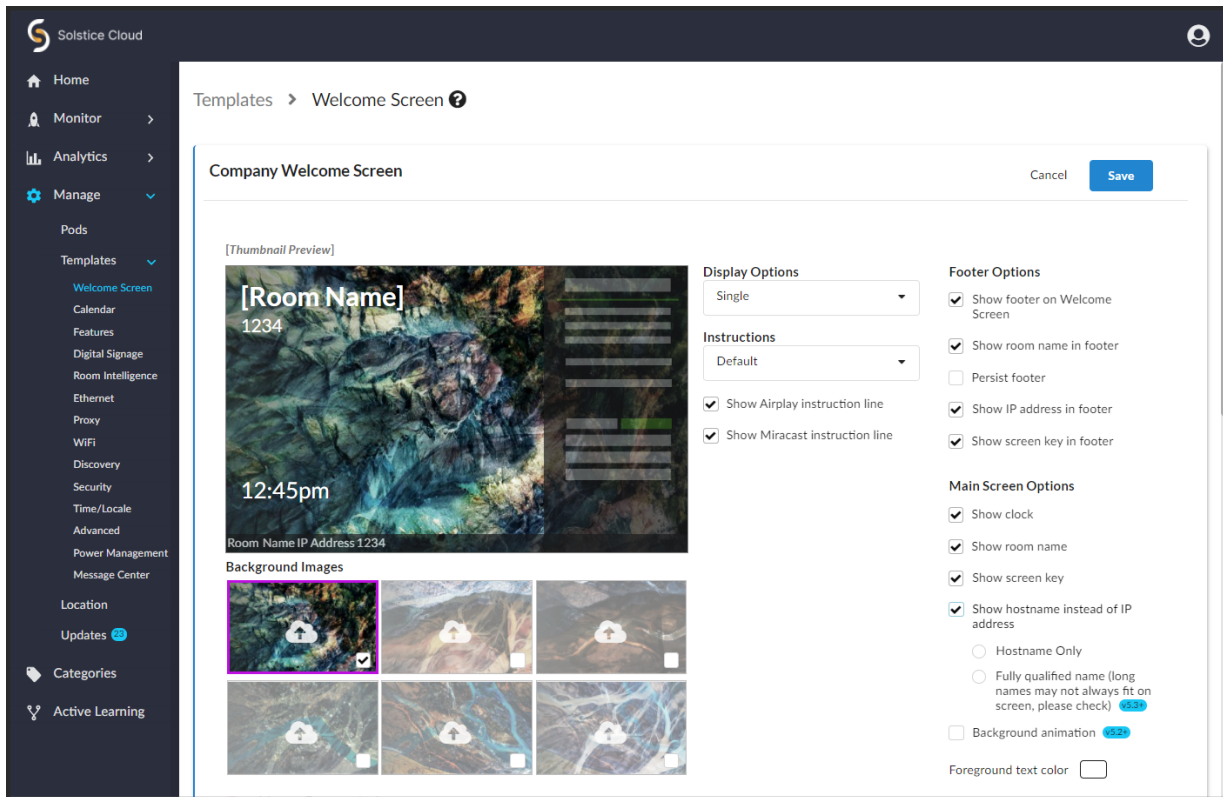 Solstice Cloud
Home
Monitor
Analytics
Manage
Pods
Templates
Welcome Screen
Calendar
Features
Digital Signage
Room Intelligence
Ethernet
Proxy
WiFi
Discovery
Security
Time/Locale
Advanced
Power Management
Message Center
Location
Updates 23
Categories
Active Learning
Templates > Welcome Screen ?
Company Welcome Screen
Cancel
Save
[Thumbnail Preview]
[Room Name]
1234
12:45pm
Room Name IP Address 1234
Background Images
Display Options
Single
Instructions
Default
Show Airplay instruction line
Show Miracast instruction line
Footer Options
Show footer on Welcome
Screen
Show room name in footer
Persist footer
Show IP address in footer
Show screen key in footer
Main Screen Options
Show clock
Show room name
Show screen key
Show hostname instead of IP
address
Hostname Only
Fully qualified name (long
names may not always fit on
screen, please check) v5.3+
Background animation v5.2+
Foreground text color